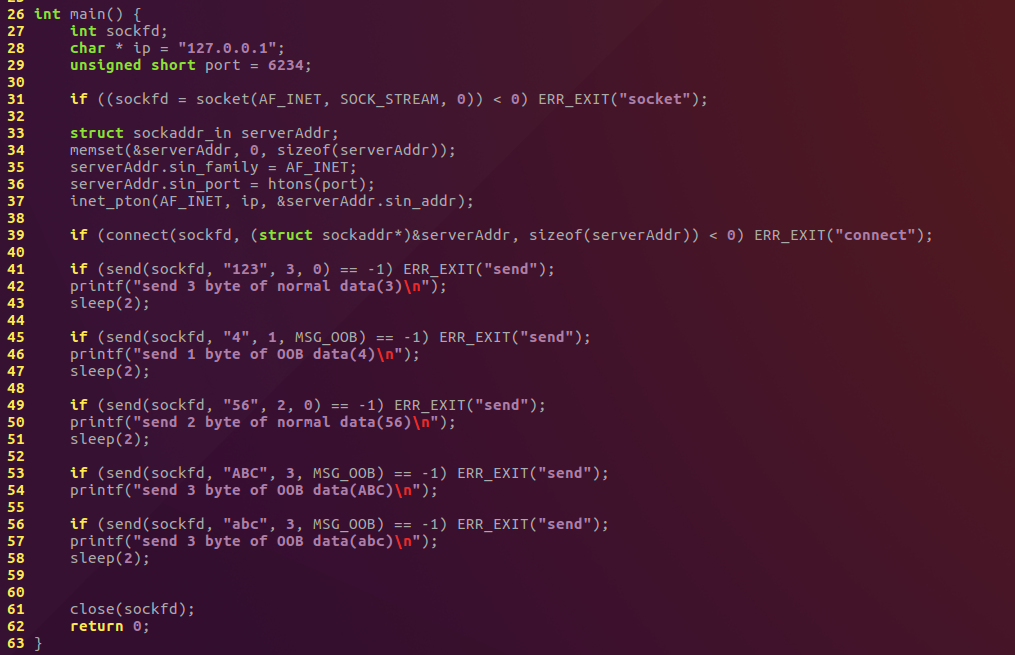 26 int main() {
27     int sockfd;
28     char * ip = "127.0.0.1";
29     unsigned short port = 6234;
30
31     if ((sockfd = socket(AF_INET, SOCK_STREAM, 0)) < 0) ERR_EXIT("socket");
32
33     struct sockaddr_in serverAddr;
34     memset(&serverAddr, 0, sizeof(serverAddr));
35     serverAddr.sin_family = AF_INET;
36     serverAddr.sin_port = htons(port);
37     inet_pton(AF_INET, ip, &serverAddr.sin_addr);
38
39     if (connect(sockfd, (struct sockaddr*)&serverAddr, sizeof(serverAddr)) < 0) ERR_EXIT("connect");
40
41     if (send(sockfd, "123", 3, 0) == -1) ERR_EXIT("send");
42     printf("send 3 byte of normal data(3)\n");
43     sleep(2);
44
45     if (send(sockfd, "4", 1, MSG_OOB) == -1) ERR_EXIT("send");
46     printf("send 1 byte of OOB data(4)\n");
47     sleep(2);
48
49     if (send(sockfd, "56", 2, 0) == -1) ERR_EXIT("send");
50     printf("send 2 byte of normal data(56)\n");
51     sleep(2);
52
53     if (send(sockfd, "ABC", 3, MSG_OOB) == -1) ERR_EXIT("send");
54     printf("send 3 byte of OOB data(ABC)\n");
55
56     if (send(sockfd, "abc", 3, MSG_OOB) == -1) ERR_EXIT("send");
57     printf("send 3 byte of OOB data(abc)\n");
58     sleep(2);
59
60
61     close(sockfd);
62     return 0;
63 }